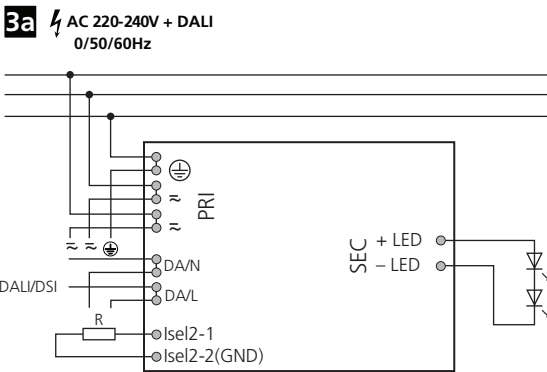 3a AC 220-240V + DALI
0/50/60Hz
PRI
DA/N
DALI/DSI
DA/L
R
Isel2-1
Isel2-2(GND)
SEC
+ LED
– LED